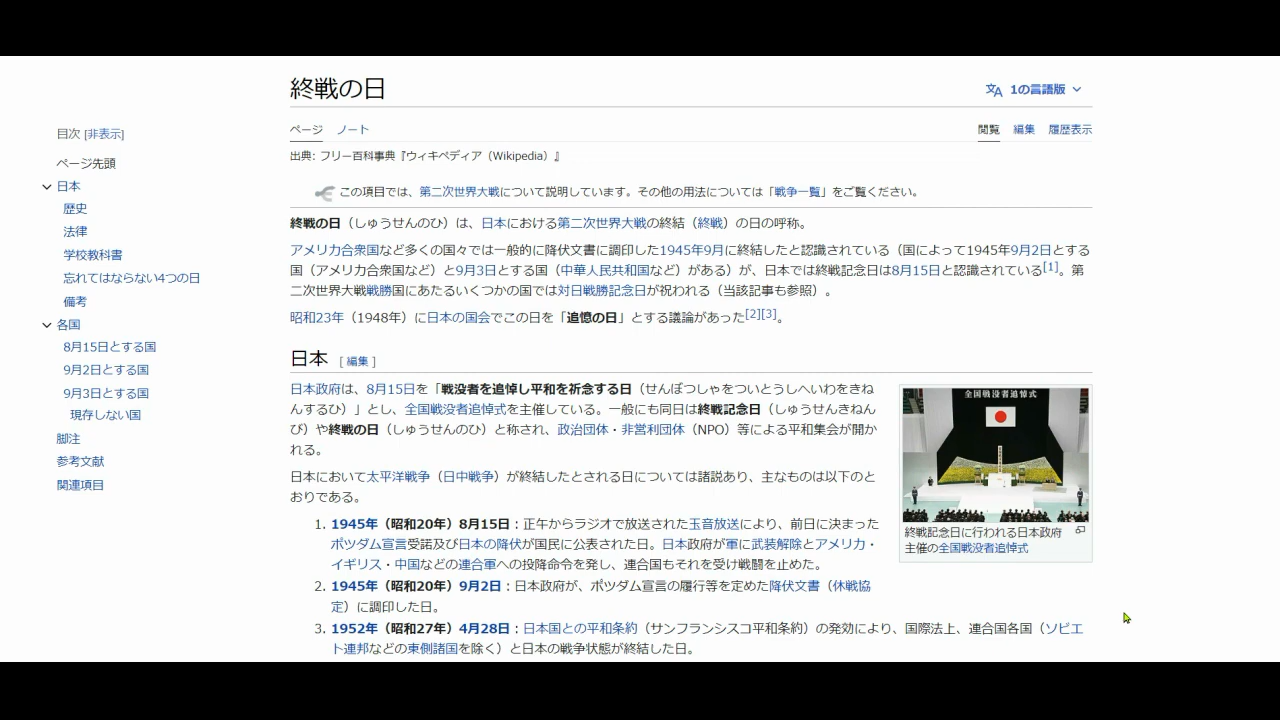 終戦の日
1の言語版
ページ ノート
閲覧 編集 履歴表示
出典: フリー百科事典『ウィキペディア（Wikipedia）』
目次 [非表示]
ページ先頭
日本
歴史
法律
学校教科書
忘れてはならない4つの日
備考
各国
8月15日とする国
9月2日とする国
9月3日とする国
現存しない国
脚注
参考文献
関連項目
この項目では、第二次世界大戦について説明しています。その他の用法については「戦争一覧」をご覧ください。
終戦の日（しゅうせんのひ）は、日本における第二次世界大戦の終結（終戦）の日の呼称。
アメリカ合衆国など多くの国々では一般的に降伏文書に調印した1945年9月に終結したと認識されている（国によって1945年9月2日とする
国（アメリカ合衆国など）と9月3日とする国（中華人民共和国など）がある）が、日本では終戦記念日は8月15日と認識されている[1]。第
二次世界大戦戦勝国にあたるいくつかの国では対日戦勝記念日が祝われる（当該記事も参照）。
昭和23年（1948年）に日本の国会でこの日を「追憶の日」とする議論があった[2][3]。
日本 [ 編集 ]
日本政府は、8月15日を「戦没者を追悼し平和を祈念する日（せんぼつしゃをついとうしへいわをきね
んするひ）」とし、全国戦没者追悼式を主催している。一般にも同日は終戦記念日（しゅうせんきねん
び）や終戦の日（しゅうせんのひ）と称され、政治団体・非営利団体（NPO）等による平和集会が開か
れる。
日本において太平洋戦争（日中戦争）が終結したとされる日については諸説あり、主なものは以下のと
おりである。
1. 1945年（昭和20年）8月15日：正午からラジオで放送された玉音放送により、前日に決まった
ポツダム宣言受諾及び日本の降伏が国民に公表された日。日本政府が軍に武装解除とアメリカ・
イギリス・中国などの連合軍への投降命令を発し、連合国もそれを受け戦闘を止めた。
2. 1945年（昭和20年）9月2日：日本政府が、ポツダム宣言の履行等を定めた降伏文書（休戦協
定）に調印した日。
3. 1952年（昭和27年）4月28日：日本国との平和条約（サンフランシスコ平和条約）の発効により、国際法上、連合国各国（ソビエ
ト連邦などの東側諸国を除く）と日本の戦争状態が終結した日。
全国戦没者追悼式
終戦記念日に行われる日本政府
主催の全国戦没者追悼式